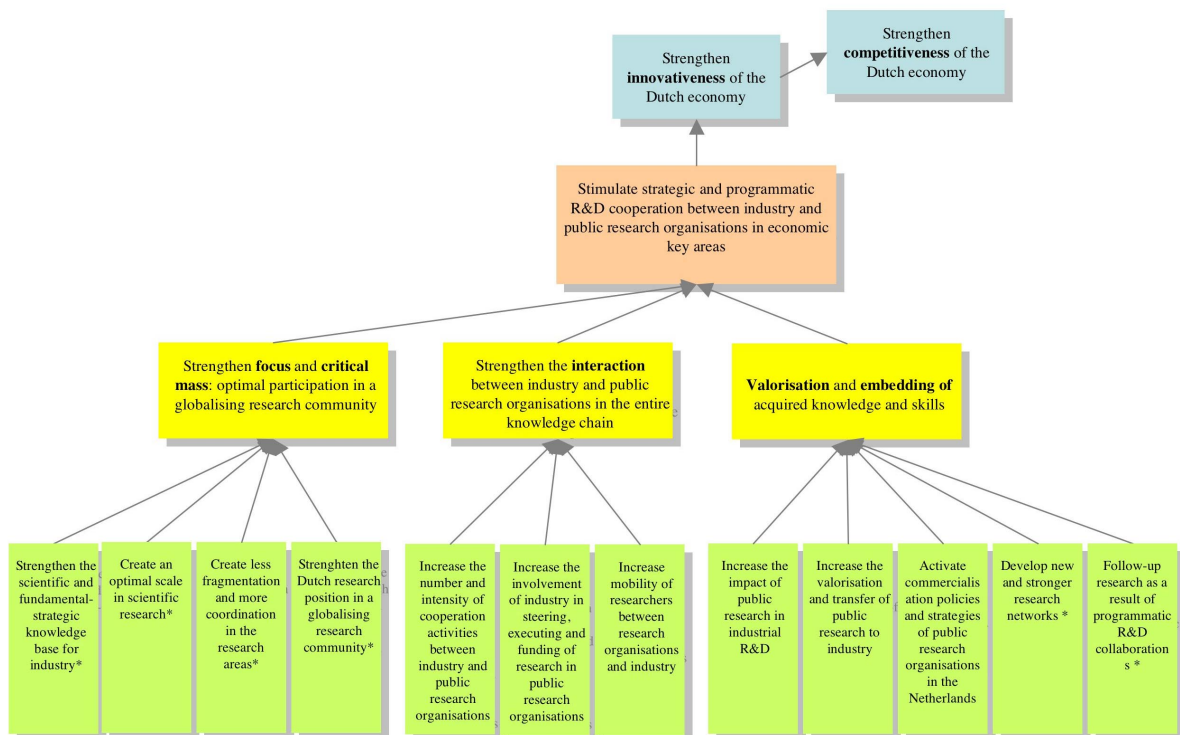 Strengthen
competitiveness of the
Dutch economy
Strengthen
innovativeness of the
Dutch economy
Stimulate strategic and programmatic
R&D cooperation between industry and
public research organisations in economic
key areas
Strengthen focus and critical
mass: optimal participation in a
globalising research community
Strengthen the interaction
between industry and public
research organisations in the entire
knowledge chain
Valorisation and embedding of
acquired knowledge and skills
Strengthen the
scientific and
fundamental-
strategic
knowledge
base for
industry*
Create an
optimal scale
in scientific
research*
Create less
fragmentation
and more
coordination
in the
research
areas*
Strenghten the
Dutch research
position in a
globalising
research
community*
Increase the
number and
intensity of
cooperation
activities
between
industry and
public
research
organisations
Increase the
involvement
of industry in
steering,
executing and
funding of
research in
public
research
organisations
Increase
mobility of
researchers
between
research
organisations
and industry
Increase the
impact of
public
research in
industrial
R&D
Increase the
valorisation
and transfer of
public
research to
industry
Activate
commercialis
ation policies
and strategies
of public
research
organisations
in the
Netherlands
Develop new
and stronger
research
networks *
Follow-up
research as a
result of
programmatic
R&D
collaboration
s *